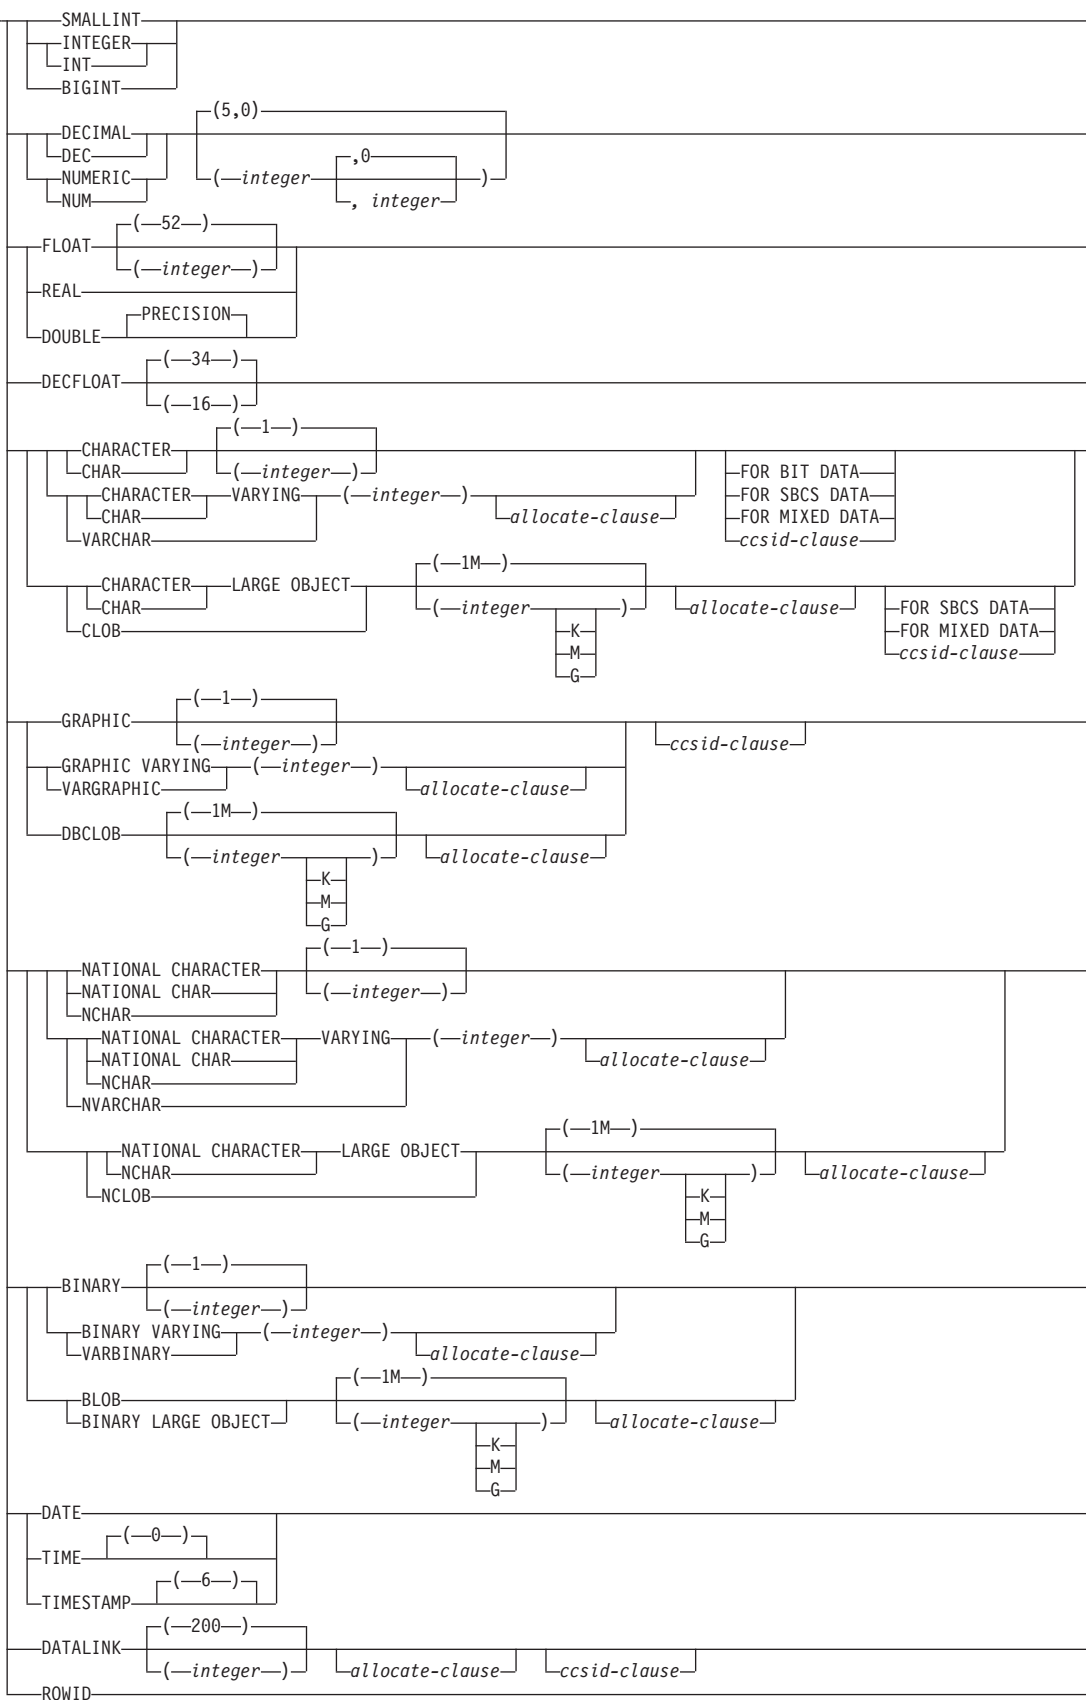 SMALLINT
INTEGER
INT
BIGINT
(5,0)
DECIMAL
DEC ,0
NUMERIC ( integer )
NUM , integer
( 52 )
FLOAT
( integer )
REAL
PRECISION
DOUBLE
( 34 )
DECFLOAT
( 16 )
( 1 )
CHARACTER
CHAR ( integer ) FOR BIT DATA
CHARACTER VARYING ( integer ) FOR SBCS DATA
CHAR allocate-clause FOR MIXED DATA
VARCHAR ccsid-clause
( 1M )
CHARACTER LARGE OBJECT
CHAR ( integer ) allocate-clause FOR SBCS DATA
CLOB K FOR MIXED DATA
M ccsid-clause
G
( 1 )
GRAPHIC
( integer ) ccsid-clause
GRAPHIC VARYING ( integer )
VARGRAPHIC allocate-clause
( 1M )
DBCLOB
( integer ) allocate-clause
K
M
G
( 1 )
NATIONAL CHARACTER
NATIONAL CHAR ( integer )
NCHAR
NATIONAL CHARACTER VARYING ( integer )
NATIONAL CHAR allocate-clause
NCHAR
NVARCHAR
( 1M )
NATIONAL CHARACTER LARGE OBJECT
NCHAR ( integer ) allocate-clause
NCLOB K
M
G
( 1 )
BINARY
( integer )
BINARY VARYING ( integer )
VARBINARY allocate-clause
( 1M )
BLOB
BINARY LARGE OBJECT ( integer ) allocate-clause
K
M
G
DATE
( 0 )
TIME
( 6 )
TIMESTAMP
( 200 )
DATALINK
( integer ) allocate-clause ccsid-clause
ROWID